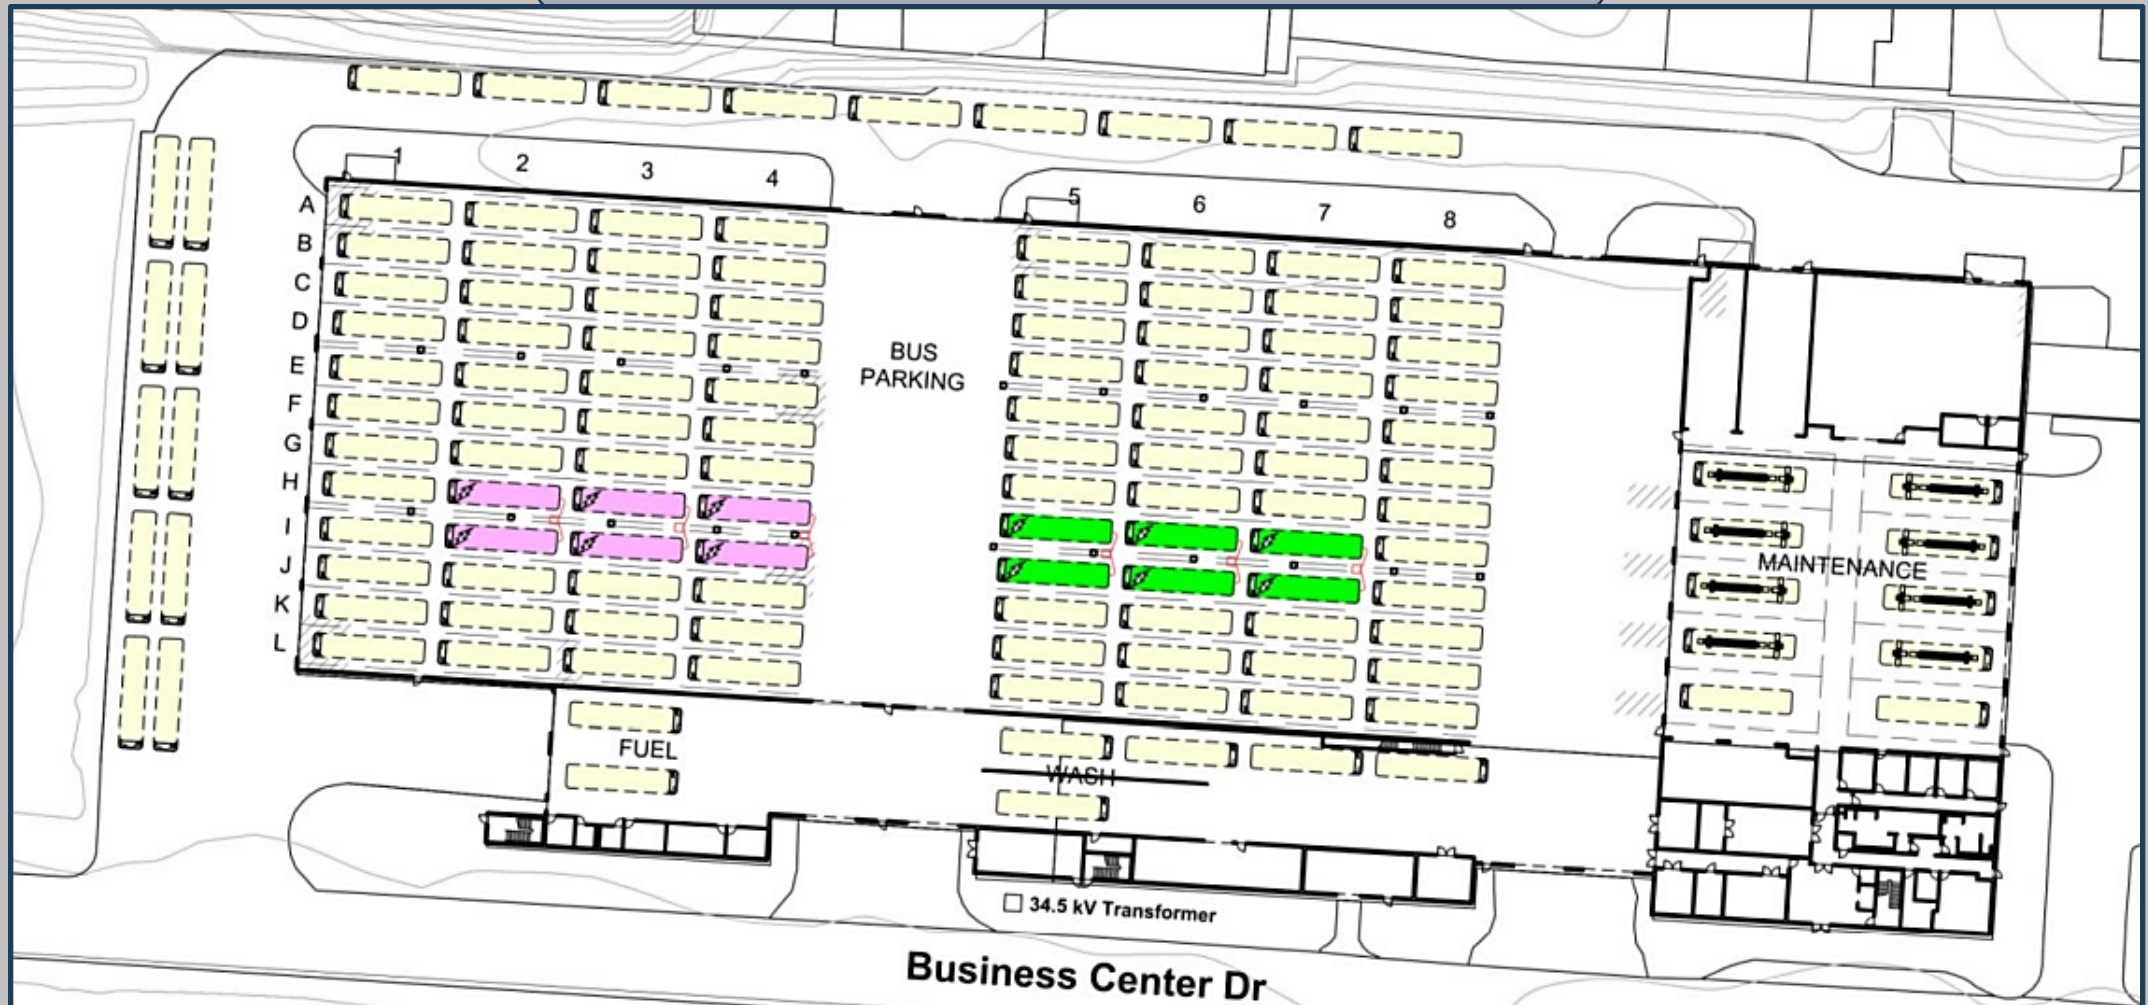 1
2
3
4
5
6
7
8
A
B
C
D
E
F
G
H
I
J
K
L
BUS
PARKING
MAINTENANCE
FUEL
WASH
34.5 kV Transformer
Business Center Dr